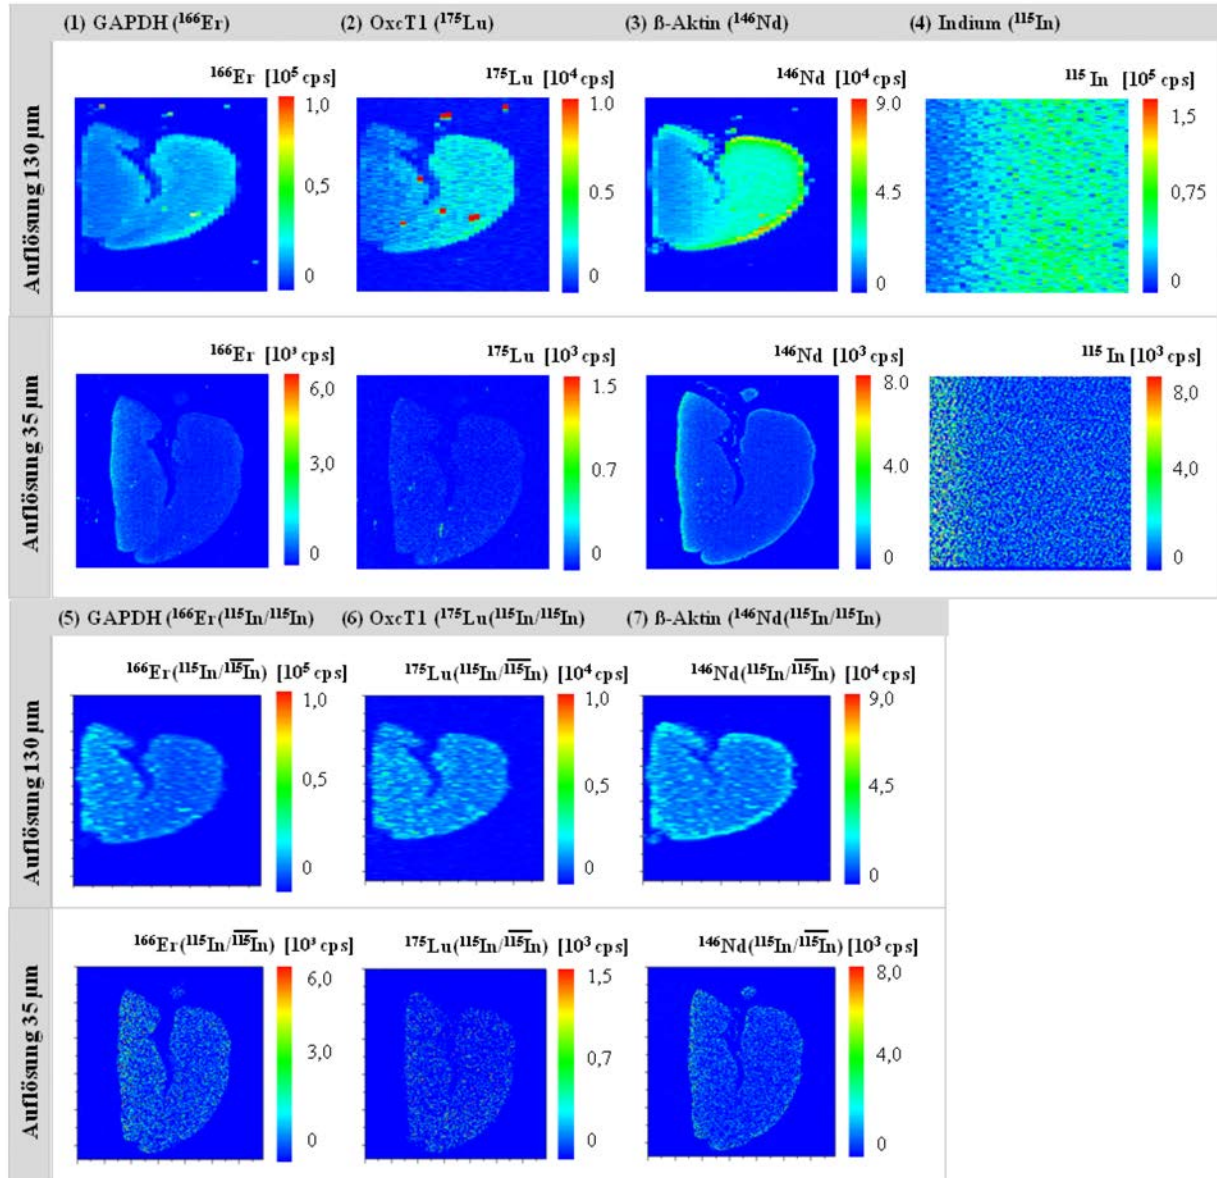 (1) GAPDH (¹⁶⁶Er) (2) OxcT1 (¹⁷⁵Lu) (3) ß-Aktin (¹⁴⁶Nd) (4) Indium (¹¹⁵In)
Auflösung 130 µm
¹⁶⁶Er [10⁵ cps]
1,0
0,5
0
¹⁷⁵Lu [10⁴ cps]
1.0
0.5
0
¹⁴⁶Nd [10⁴ cps]
9.0
4.5
0
¹¹⁵In [10⁵ cps]
1,5
0.75
0
Auflösung 35 µm
¹⁶⁶Er [10³ cps]
6,0
3,0
0
¹⁷⁵Lu [10³ cps]
1.5
0.7
0
¹⁴⁶Nd [10³ cps]
8.0
4.0
0
¹¹⁵In [10³ cps]
8,0
4,0
0
(5) GAPDH (¹⁶⁶Er(¹¹⁵In/¹¹⁵In) (6) OxcT1 (¹⁷⁵Lu(¹¹⁵In/¹¹⁵In) (7) ß-Aktin (¹⁴⁶Nd(¹¹⁵In/¹¹⁵In)
Auflösung 130 µm
¹⁶⁶Er(¹¹⁵In/¹¹⁵In) [10⁵ cps]
1,0
0,5
0
¹⁷⁵Lu(¹¹⁵In/¹¹⁵In) [10⁴ cps]
1,0
0,5
0
¹⁴⁶Nd(¹¹⁵In/¹¹⁵In) [10⁴ cps]
9,0
4,5
0
Auflösung 35 µm
¹⁶⁶Er(¹¹⁵In/¹¹⁵In) [10³ cps]
6,0
3,0
0
¹⁷⁵Lu(¹¹⁵In/¹¹⁵In) [10³ cps]
1,5
0,7
0
¹⁴⁶Nd(¹¹⁵In/¹¹⁵In) [10³ cps]
8,0
4,0
0